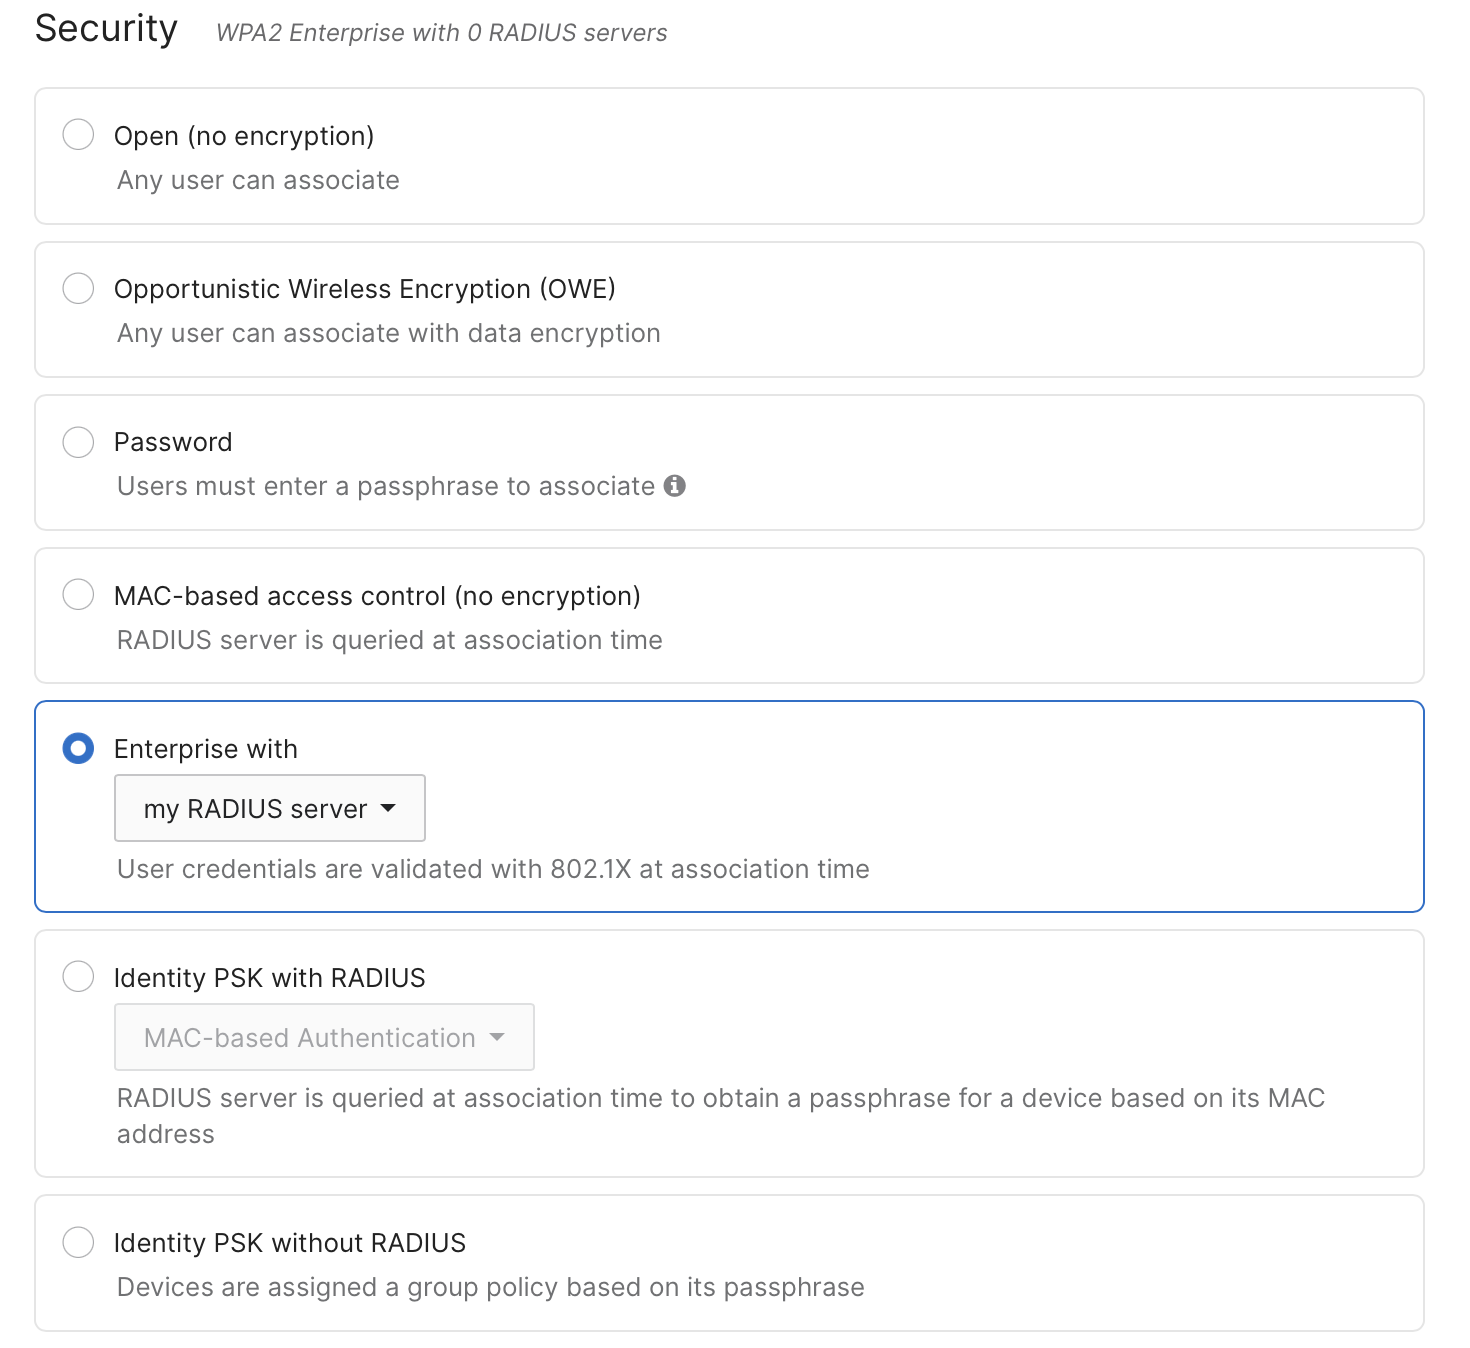 Security WPA2 Enterprise with 0 RADIUS servers
Open (no encryption)
Any user can associate
Opportunistic Wireless Encryption (OWE)
Any user can associate with data encryption
Password
Users must enter a passphrase to associate
MAC-based access control (no encryption)
RADIUS server is queried at association time
Enterprise with
my RADIUS server
User credentials are validated with 802.1X at association time
Identity PSK with RADIUS
MAC-based Authentication
RADIUS server is queried at association time to obtain a passphrase for a device based on its MAC
address
Identity PSK without RADIUS
Devices are assigned a group policy based on its passphrase